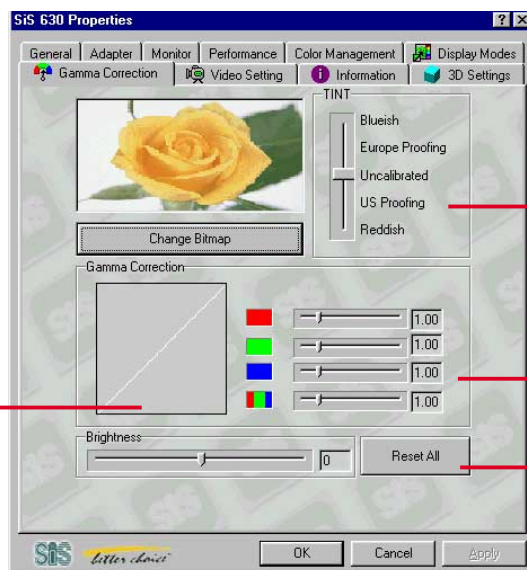 SiS 630 Properties
General Adapter Monitor Performance Color Management Display Modes
Gamma Correction Video Setting Information 3D Settings
TINT
Blueish
Europe Proofing
Uncalibrated
US Proofing
Reddish
Change Bitmap
Gamma Correction
1.00
1.00
1.00
1.00
Brightness
0
Reset All
SiS better choice
OK Cancel Apply